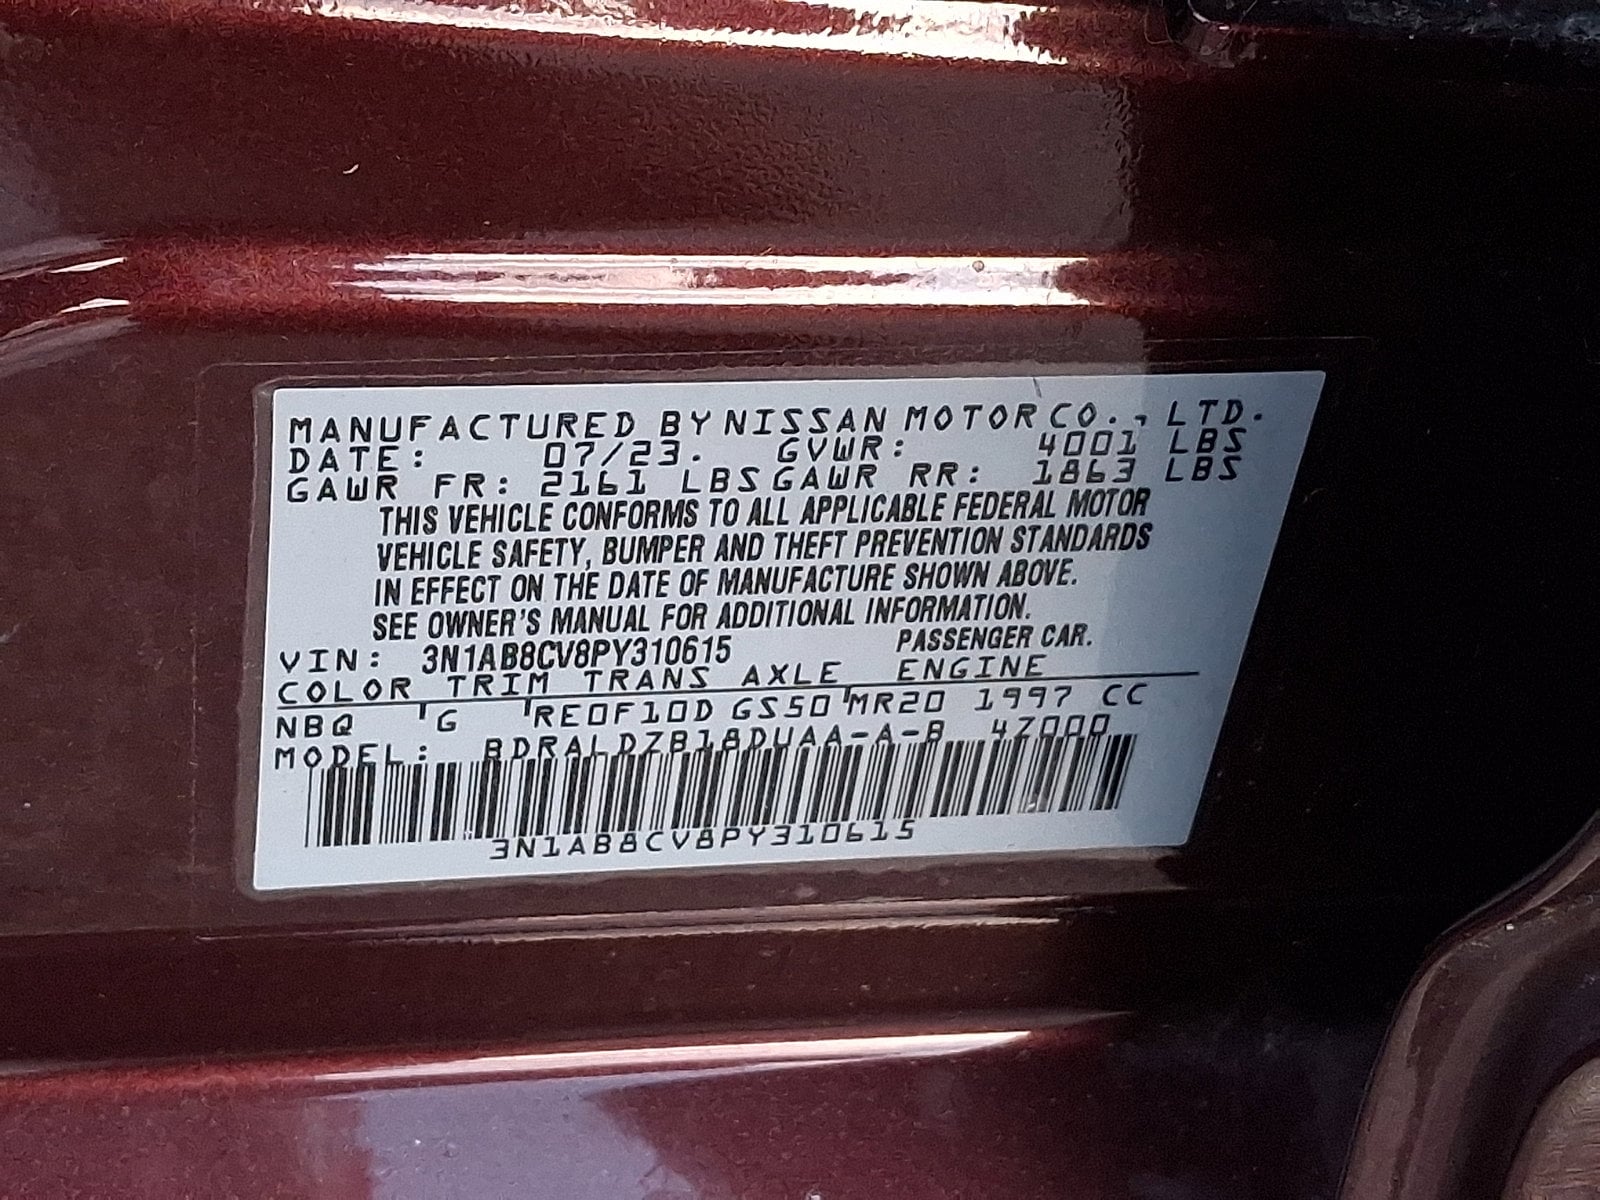 MANUFACTURED BY NISSAN MOTOR CO., LTD.
DATE: 07/23. GVWR: 4001 LBS
GAWR FR: 2161 LBS GAWR RR: 1863 LBS
THIS VEHICLE CONFORMS TO ALL APPLICABLE FEDERAL MOTOR
VEHICLE SAFETY, BUMPER AND THEFT PREVENTION STANDARDS
IN EFFECT ON THE DATE OF MANUFACTURE SHOWN ABOVE.
SEE OWNER'S MANUAL FOR ADDITIONAL INFORMATION.
VIN: 3N1AB8CV8PY310615 PASSENGER CAR.
COLOR TRIM TRANS AXLE ENGINE
NBQ G RE0F10D GS50 MR20 1997 CC
MODEL: BDRALDZB18DUAA-A-B 47000
3N1AB8CV8PY310615